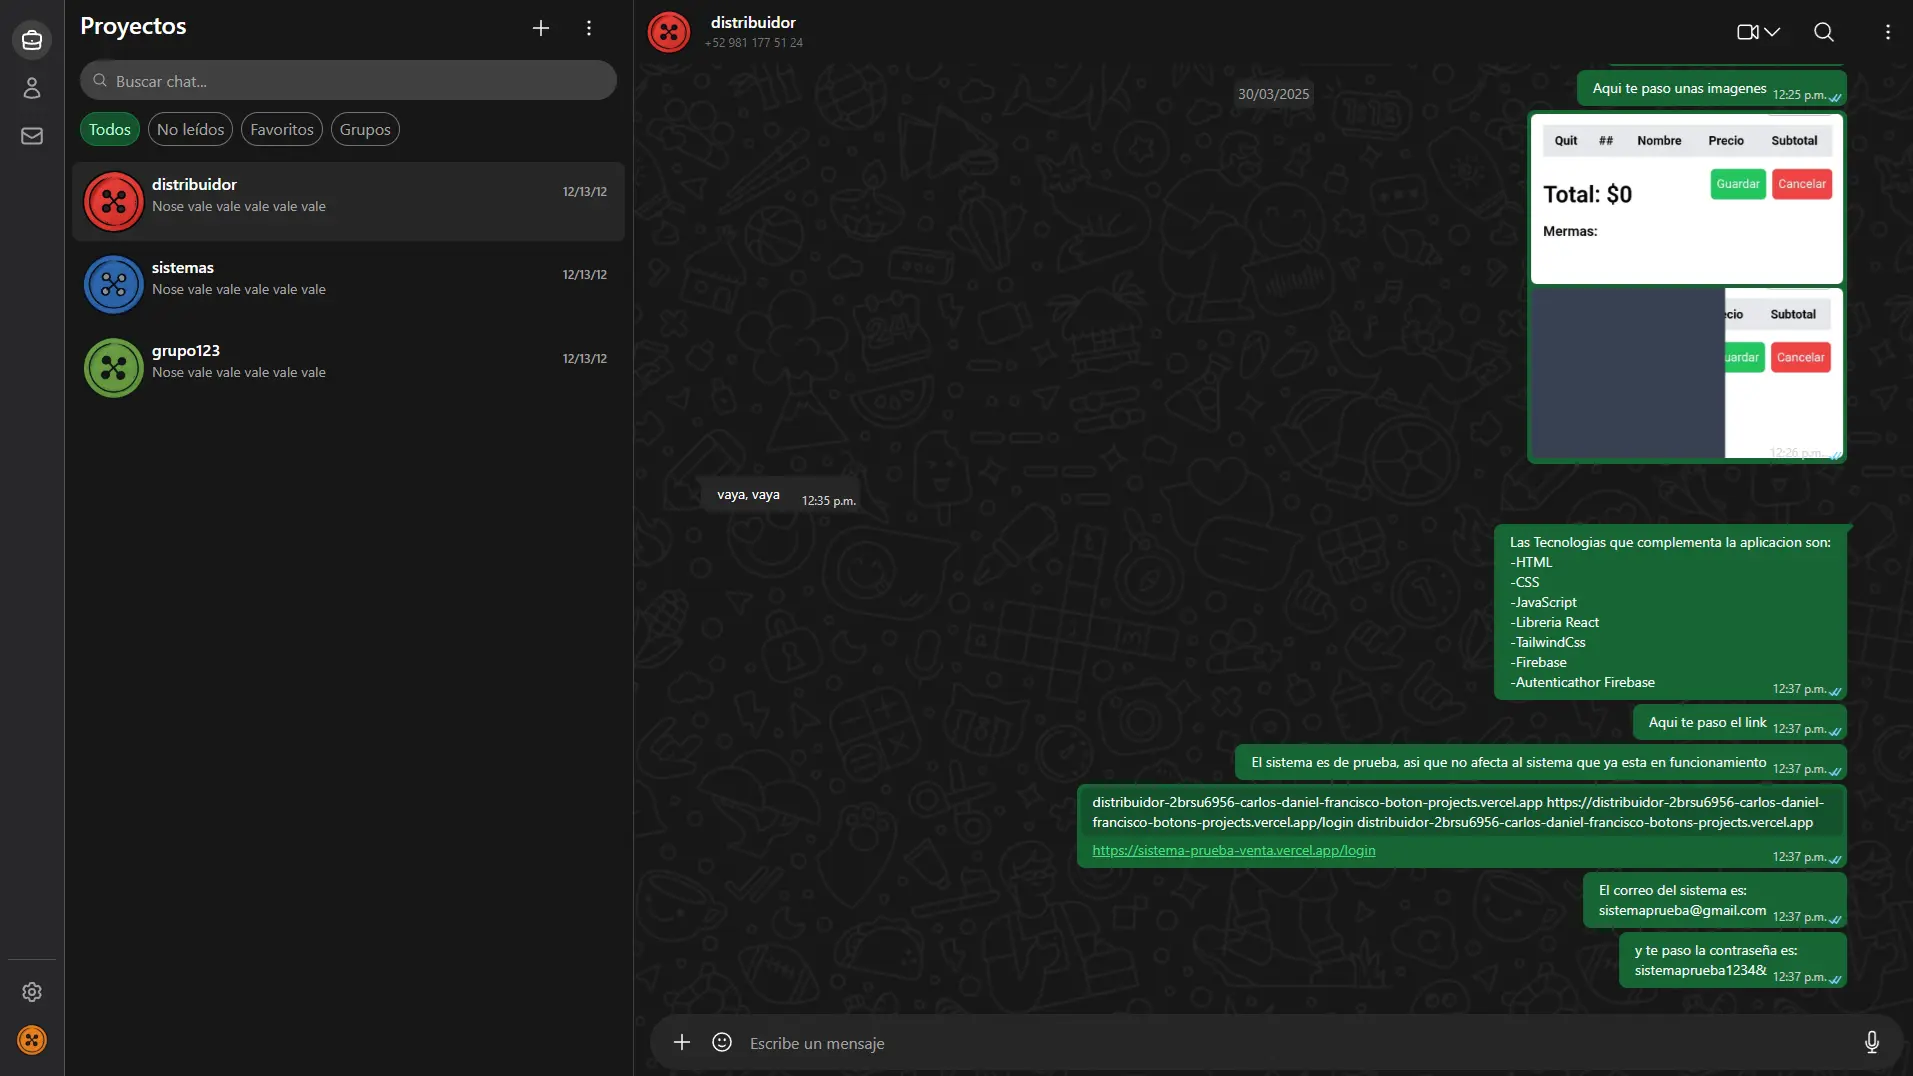 Proyectos
Buscar chat...
Todos
No leídos
Favoritos
Grupos
distribuidor
12/13/12
Nose vale vale vale vale vale
sistemas
12/13/12
Nose vale vale vale vale vale
grupo123
12/13/12
Nose vale vale vale vale vale
distribuidor
+52 981 177 51 24
30/03/2025
Aqui te paso unas imagenes 12:25 p.m.
Quit ## Nombre Precio Subtotal
Guardar Cancelar
Total: $0
Mermas:
ecio Subtotal
uardar Cancelar
12:26 p.m.
vaya, vaya 12:35 p.m.
Las Tecnologias que complementa la aplicacion son:
-HTML
-CSS
-JavaScript
-Libreria React
-TailwindCss
-Firebase
-Autenticathor Firebase
12:37 p.m.
Aqui te paso el link 12:37 p.m.
El sistema es de prueba, asi que no afecta al sistema que ya esta en funcionamiento 12:37 p.m.
distribuidor-2brsu6956-carlos-daniel-francisco-boton-projects.vercel.app https://distribuidor-2brsu6956-carlos-daniel-
francisco-botons-projects.vercel.app/login distribuidor-2brsu6956-carlos-daniel-francisco-botons-projects.vercel.app
https://sistema-prueba-venta.vercel.app/login
12:37 p.m.
El correo del sistema es:
sistemaprueba@gmail.com 12:37 p.m.
y te paso la contraseña es:
sistemaprueba1234& 12:37 p.m.
Escribe un mensaje